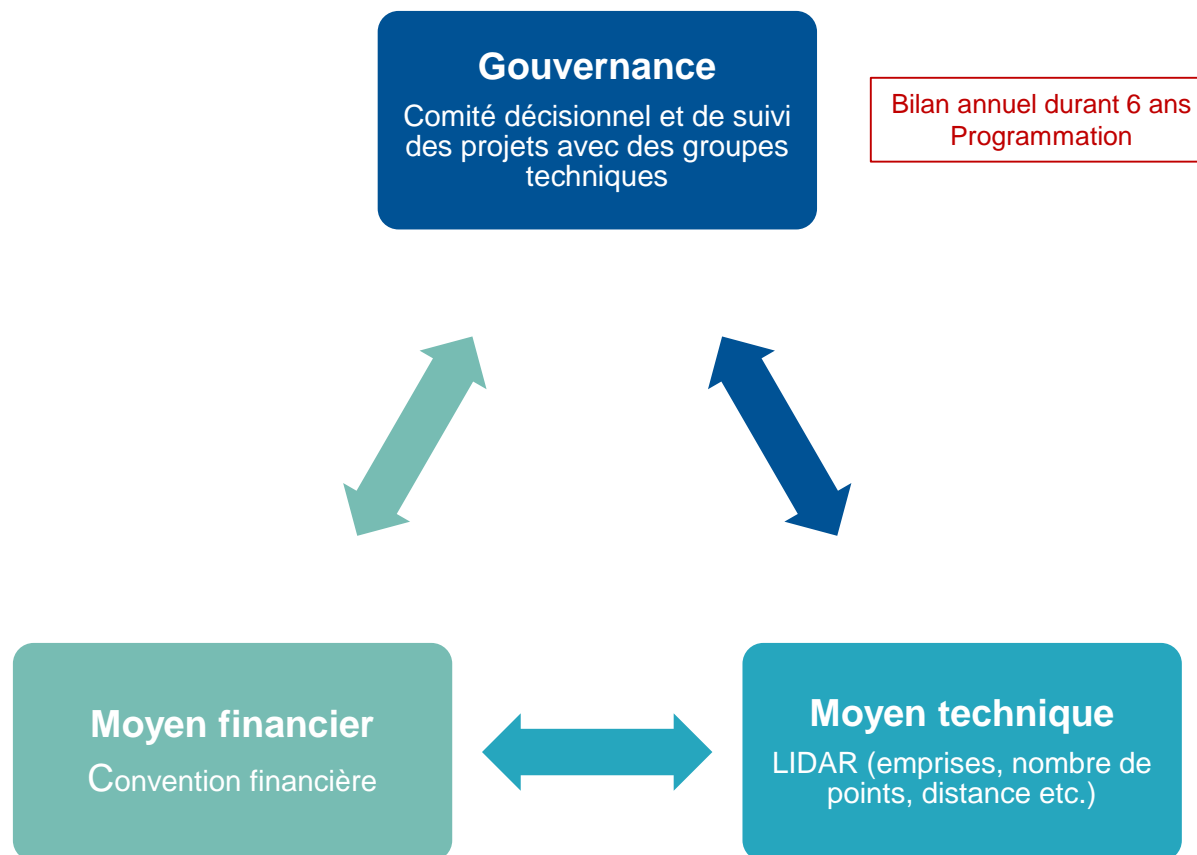 Gouvernance
Comité décisionnel et de suivi
des projets avec des groupes
techniques
Bilan annuel durant 6 ans
Programmation
Moyen financier
Convention financière
Moyen technique
LIDAR (emprises, nombre de
points, distance etc.)